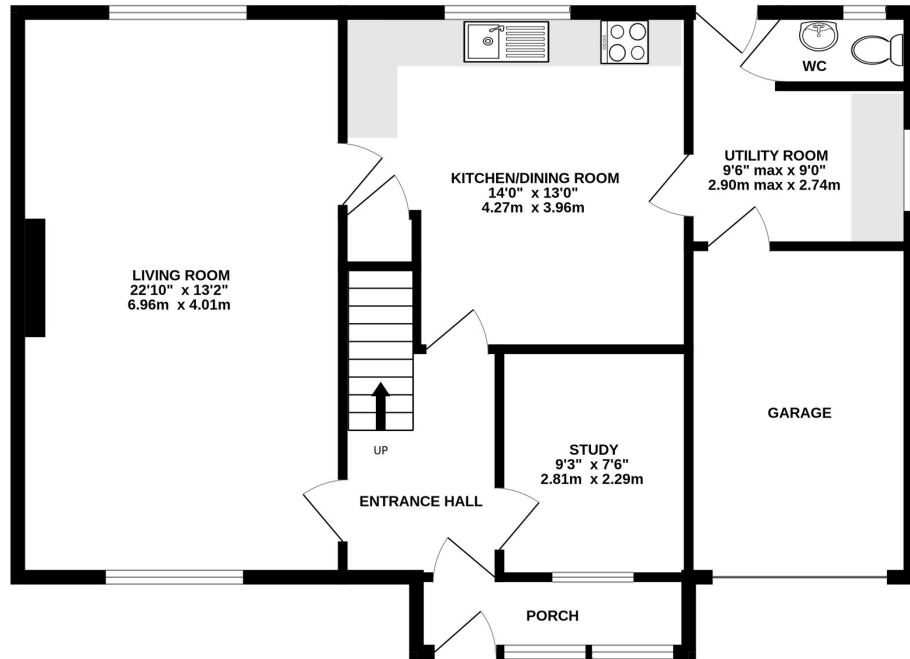 WC
UTILITY ROOM
9'6" max x 9'0"
2.90m max x 2.74m
KITCHEN/DINING ROOM
14'0" x 13'0"
4.27m x 3.96m
LIVING ROOM
22'10" x 13'2"
6.96m x 4.01m
GARAGE
UP
STUDY
9'3" x 7'6"
2.81m x 2.29m
ENTRANCE HALL
PORCH